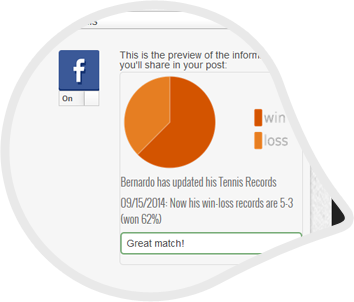 This is the preview of the
you'll share in your post:
f
On
win
loss
Bernardo has updated his Tennis Records
09/15/2014: Now his win-loss records are 5-3
(won 62%)
Great match!